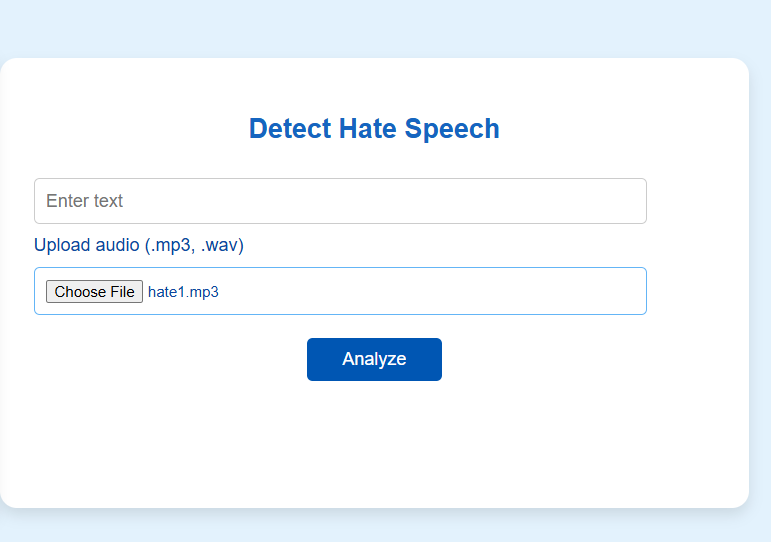 Detect Hate Speech
Enter text
Upload audio (.mp3, .wav)
Choose File hate1.mp3
Analyze